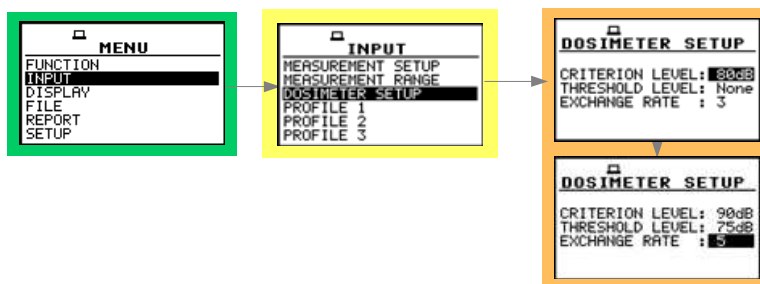 MENU
FUNCTION
INPUT
DISPLAY
FILE
REPORT
SETUP
INPUT
MEASUREMENT SETUP
MEASUREMENT RANGE
DOSIMETER SETUP
PROFILE 1
PROFILE 2
PROFILE 3
DOSIMETER SETUP
CRITERION LEVEL: 80dB
THRESHOLD LEVEL: None
EXCHANGE RATE : 3
DOSIMETER SETUP
CRITERION LEVEL: 90dB
THRESHOLD LEVEL: 75dB
EXCHANGE RATE : 5